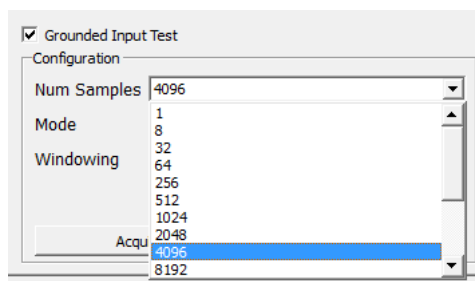 Grounded Input Test
Configuration
Num Samples 4096
1
Mode
8
32
Windowing
64
256
512
1024
2048
Acqu
4096
8192